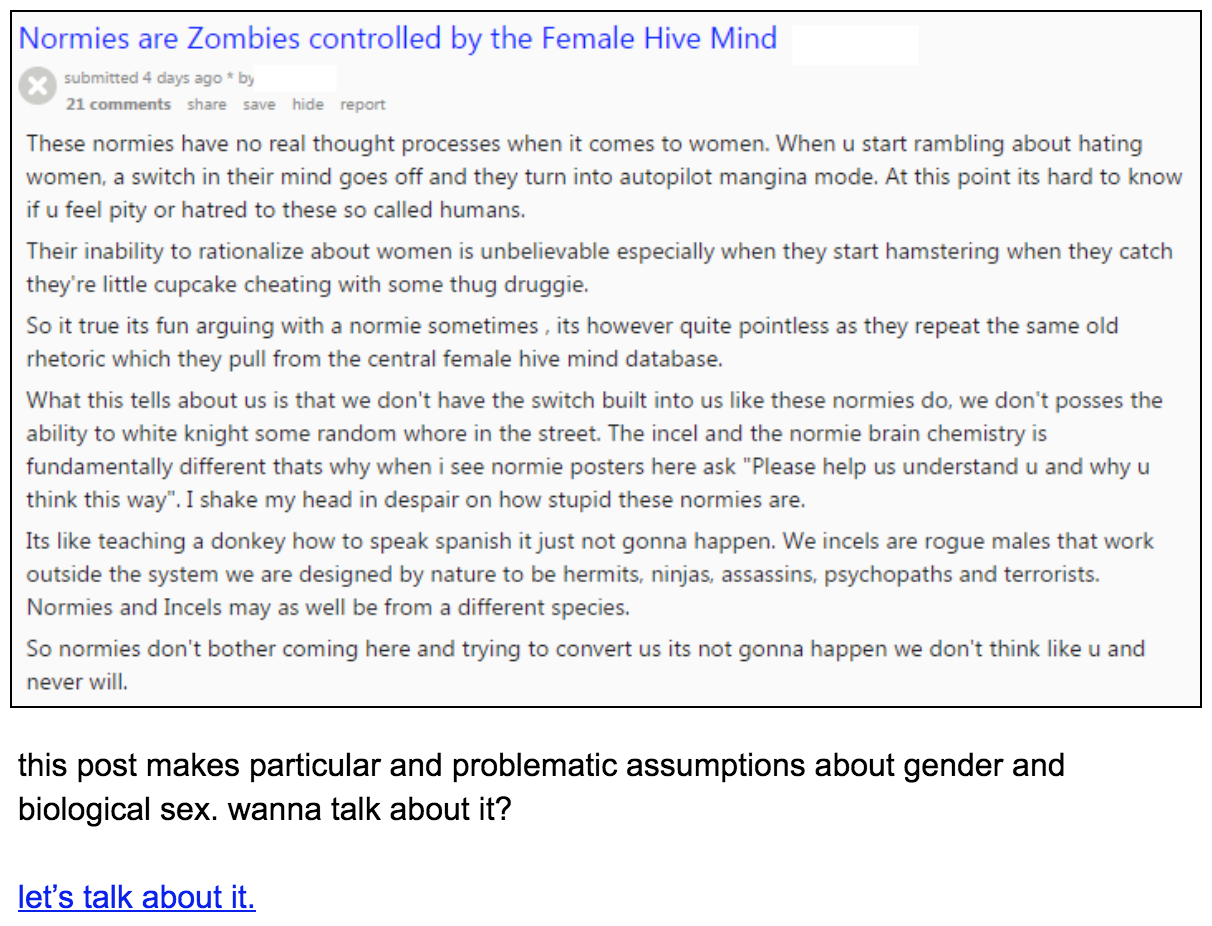 Normies are Zombies controlled by the Female Hive Mind
submitted 4 days ago * by
21 comments share save hide report
These normies have no real thought processes when it comes to women. When u start rambling about hating
women, a switch in their mind goes off and they turn into autopilot mangina mode. At this point its hard to know
if u feel pity or hatred to these so called humans.
Their inability to rationalize about women is unbelievable especially when they start hamstering when they catch
they're little cupcake cheating with some thug druggie.
So it true its fun arguing with a normie sometimes , its however quite pointless as they repeat the same old
rhetoric which they pull from the central female hive mind database.
What this tells about us is that we don't have the switch built into us like these normies do, we don't posses the
ability to white knight some random whore in the street. The incel and the normie brain chemistry is
fundamentally different thats why when i see normie posters here ask "Please help us understand u and why u
think this way". I shake my head in despair on how stupid these normies are.
Its like teaching a donkey how to speak spanish it just not gonna happen. We incels are rogue males that work
outside the system we are designed by nature to be hermits, ninjas, assassins, psychopaths and terrorists.
Normies and Incels may as well be from a different species.
So normies don't bother coming here and trying to convert us its not gonna happen we don't think like u and
never will.
this post makes particular and problematic assumptions about gender and
biological sex. wanna talk about it?
let’s talk about it.